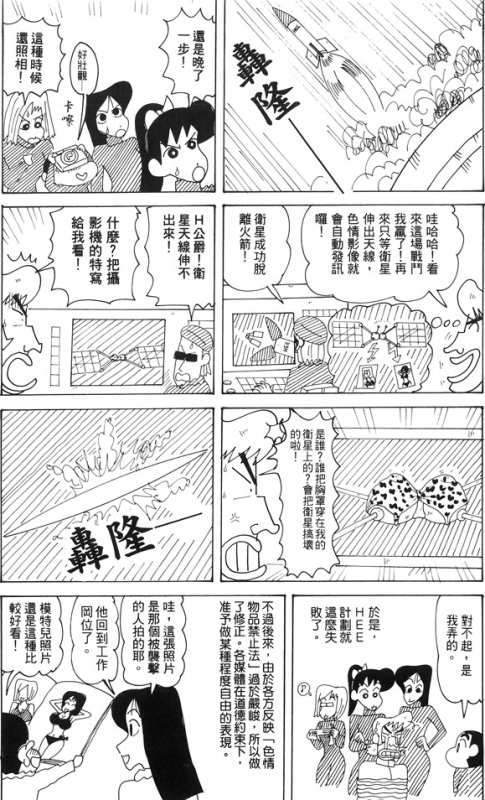 轟隆
還是晚了
一步！
好壯觀—
卡嚓
這種時候
還照相！
哇哈哈！看
來這場戰鬥
我贏了！再
來只等衛星
伸出天線，
色情影像就
會自動發訊
囉！
衛星成功脫
離火箭！
H公爵！衛
星天線伸不
出來！
什麼？把攝
影機的特寫
給我看！
是誰？誰把胸罩穿在我的
衛星上的？會把衛星搞壞
的啦！
轟隆
對不起，是
我弄的。
於是，
HEE
計劃就
這麼失
敗了。
不過後來，由於各方反映「色情
物品禁止法」過於嚴峻，所以做
了修正。各媒體在道德約束下，
准予做某種程度自由的表現。
哇，這張照片
是那個被襲擊
的人拍的耶。
他回到工作
岡位了。
模特兒照片
還是這種比
較好看！